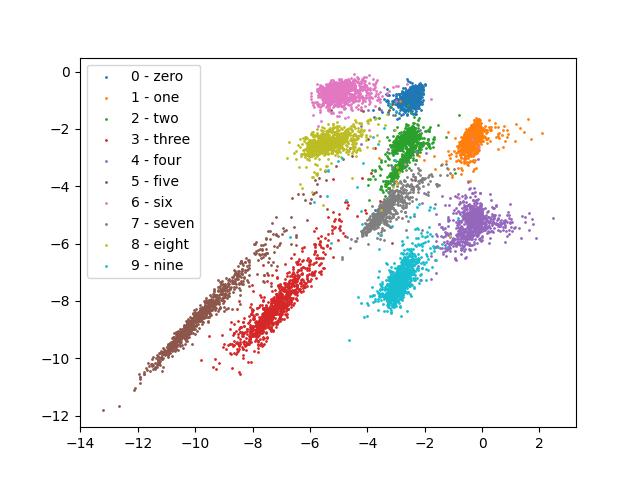 0 - zero
1 - one
2 - two
3 - three
4 - four
5 - five
6 - six
7 - seven
8 - eight
9 - nine
0
−2
−4
−6
−8
−10
−12
−14 −12 −10 −8 −6 −4 −2 0 2